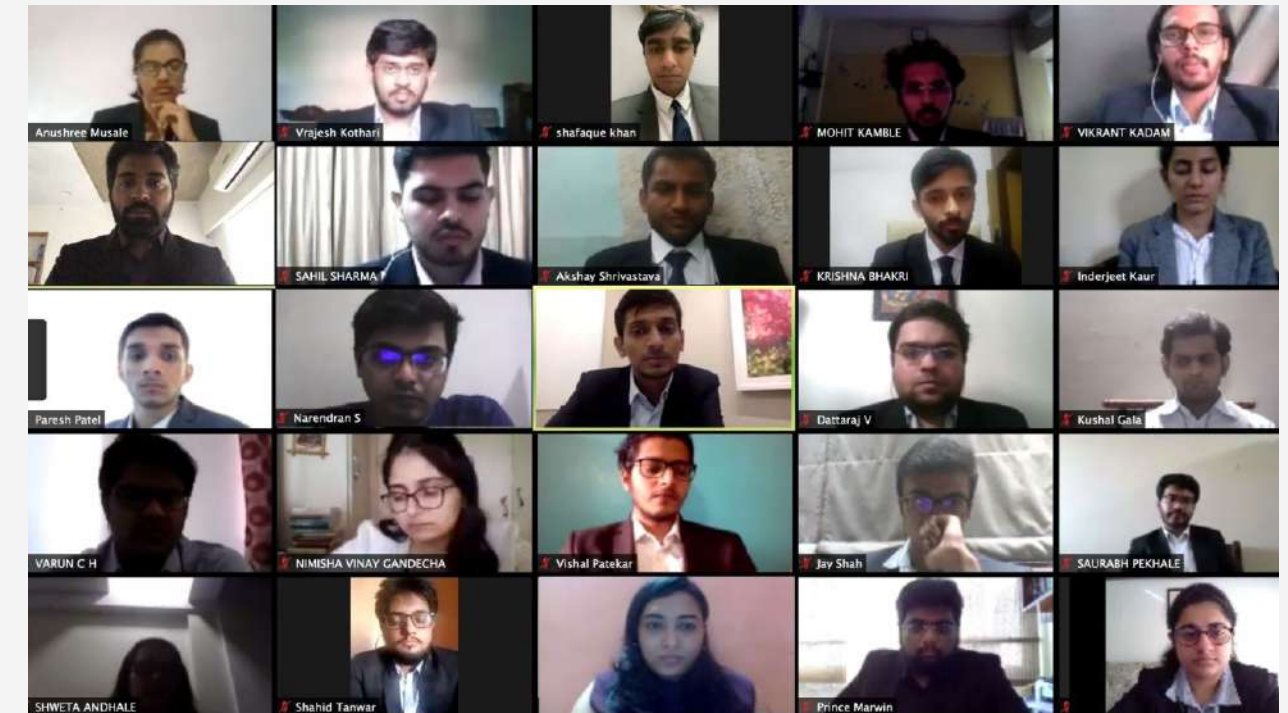 Anushree Musale
Vrajesh Kothari
shafaque khan
MOHIT KAMBLE
VIKRANT KADAM
SAHIL SHARMA
Akshay Shrivastava
KRISHNA BHAKRI
Inderjeet Kaur
Paresh Patel
Narendran S
Dattaraj V
Kushal Gala
VARUN C H
NIMISHA VINAY GANDECHA
Vishal Patekar
Jay Shah
SAURABH PEKHALE
SHWETA ANDHALE
Shahid Tanwar
Prince Marwin